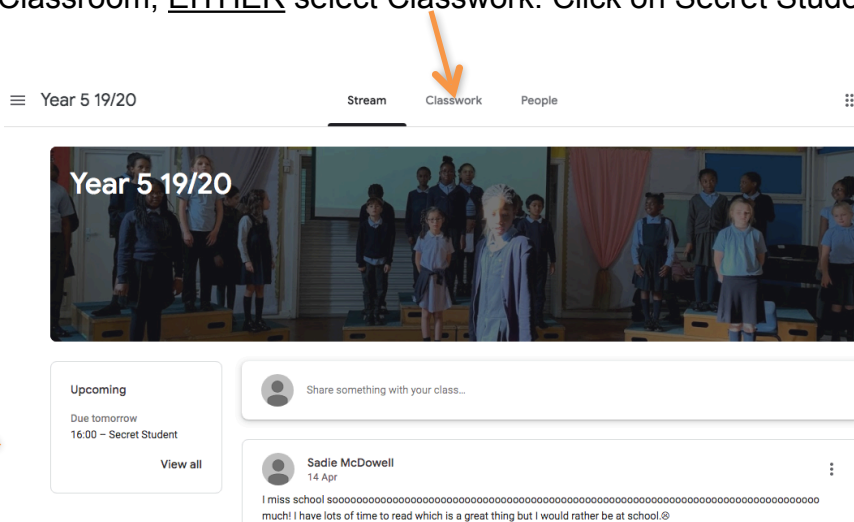 Classroom, EITHER select Classwork. Click on Secret Stude
Year 5 19/20
Stream Classwork People
Year 5 19/20
Upcoming
Due tomorrow
16:00 – Secret Student
View all
Share something with your class...
Sadie McDowell
14 Apr
I miss school sooooooooooooooooooooooooooooooooooooooooooooooooooooooooooooooooooooooooooooooooooo
much! I have lots of time to read which is a great thing but I would rather be at school.☹